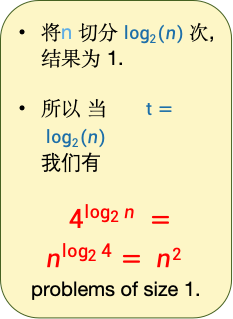 • 将n 切分 log₂(n) 次,
结果为 1.
• 所以 当 t =
log₂(n)
我们有
4^{log₂ n} =
n^{log₂ 4} = n²
problems of size 1.